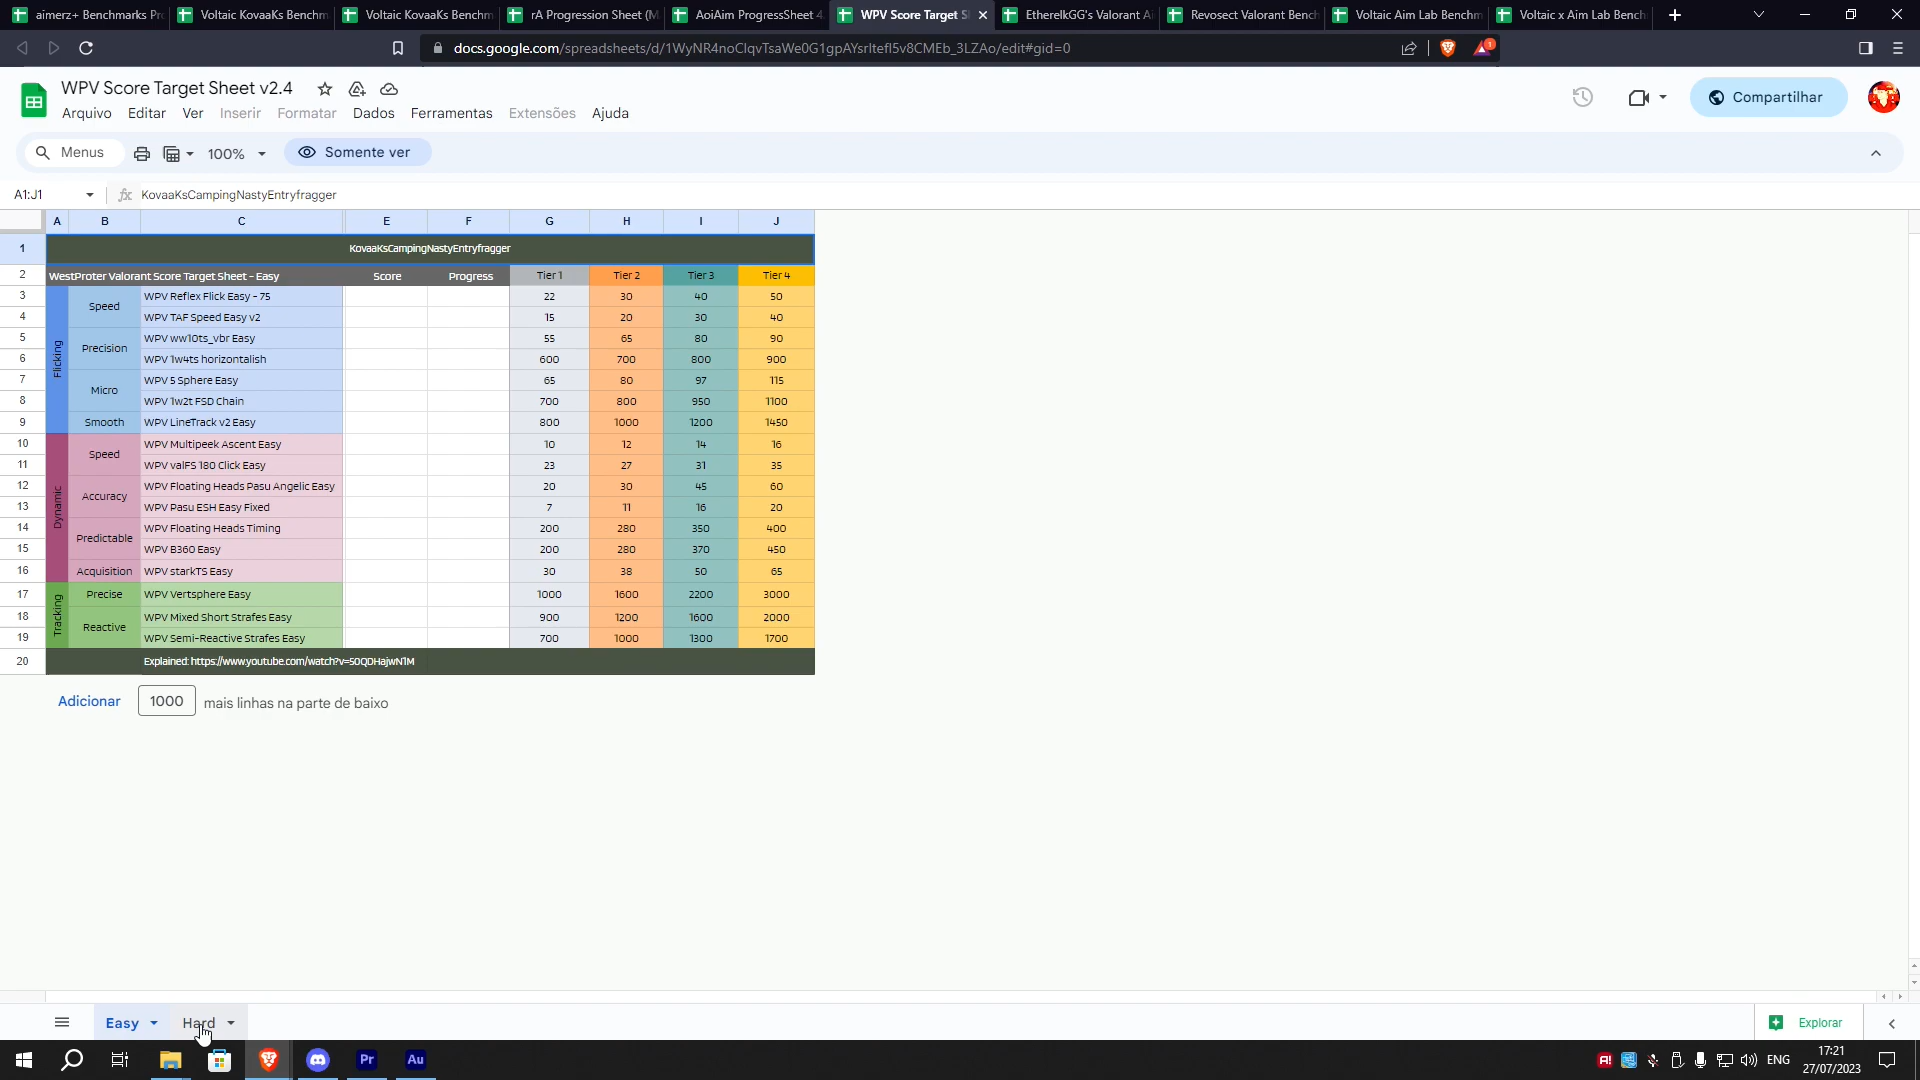 aimerz+ Benchmarks Pr
Voltaic KovaaKs Benchm
Voltaic KovaaKs Benchm
rA Progression Sheet (M
AoiAim ProgressSheet 4
WPV Score Target S
EtherelkGG's Valorant Ai
Revosect Valorant Bench
Voltaic Aim Lab Benchm
Voltaic x Aim Lab Bench
docs.google.com/spreadsheets/d/1WyNR4noClqvTsaWe0G1gpAYsrltefl5v8CMEb_3LZAo/edit#gid=0
1
WPV Score Target Sheet v2.4
Arquivo Editar Ver Inserir Formatar Dados Ferramentas Extensões Ajuda
Compartilhar
Menus
100%
Somente ver
A1:J1
fx KovaaKsCampingNastyEntryfragger
A B C E F G H I J
1 KovaaKsCampingNastyEntryfragger
2 WestProter Valorant Score Target Sheet - Easy Score Progress Tier 1 Tier 2 Tier 3 Tier 4
Flicking
3 Speed WPV Reflex Flick Easy - 75 22 30 40 50
4 WPV TAF Speed Easy v2 15 20 30 40
5 Precision WPV ww10ts_vbr Easy 55 65 80 90
6 WPV 1w4ts horizontalish 600 700 800 900
7 Micro WPV 5 Sphere Easy 65 80 97 115
8 WPV 1w2t FSD Chain 700 800 950 1100
9 Smooth WPV LineTrack v2 Easy 800 1000 1200 1450
Dynamic
10 Speed WPV Multipeek Ascent Easy 10 12 14 16
11 WPV valFS 180 Click Easy 23 27 31 35
12 Accuracy WPV Floating Heads Pasu Angelic Easy 20 30 45 60
13 WPV Pasu ESH Easy Fixed 7 11 16 20
14 Predictable WPV Floating Heads Timing 200 280 350 400
15 WPV B360 Easy 200 280 370 450
16 Acquisition WPV starkTS Easy 30 38 50 65
Tracking
17 Precise WPV Vertsphere Easy 1000 1600 2200 3000
18 Reactive WPV Mixed Short Strafes Easy 900 1200 1600 2000
19 WPV Semi-Reactive Strafes Easy 700 1000 1300 1700
20 Explained: https://www.youtube.com/watch?v=50QDHajwN1M
Adicionar 1000 mais linhas na parte de baixo
Easy Hard
Explorar
Pr
Au
A!
ENG
17:21
27/07/2023